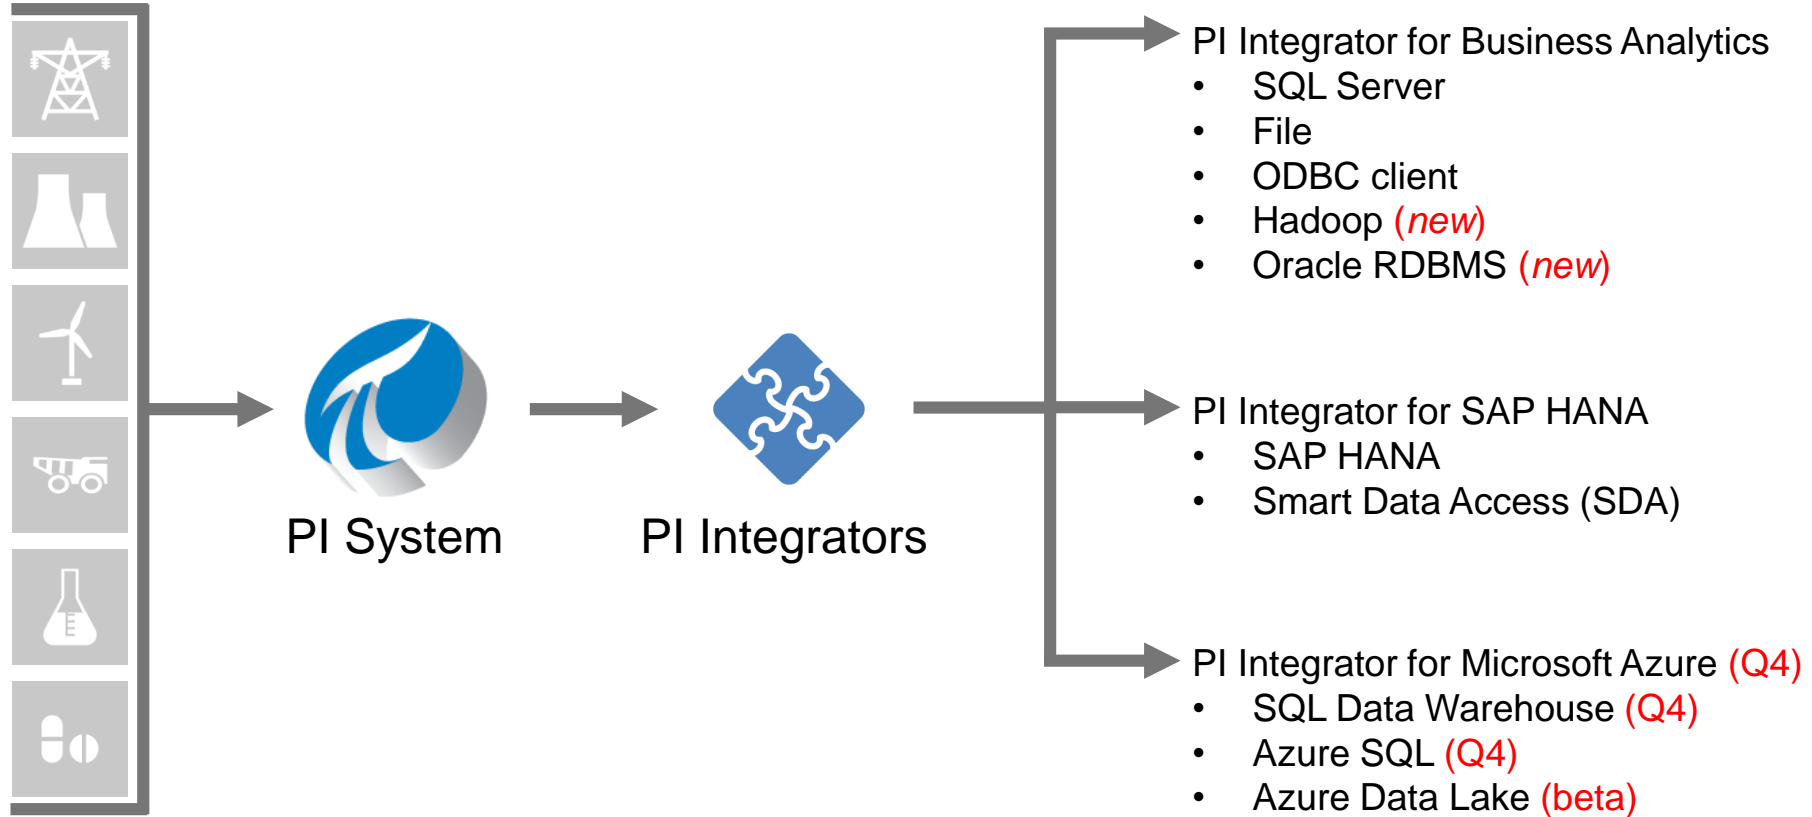 PI Integrator for Business Analytics
• SQL Server
• File
• ODBC client
• Hadoop (new)
• Oracle RDBMS (new)
PI System
PI Integrators
PI Integrator for SAP HANA
• SAP HANA
• Smart Data Access (SDA)
PI Integrator for Microsoft Azure (Q4)
• SQL Data Warehouse (Q4)
• Azure SQL (Q4)
• Azure Data Lake (beta)